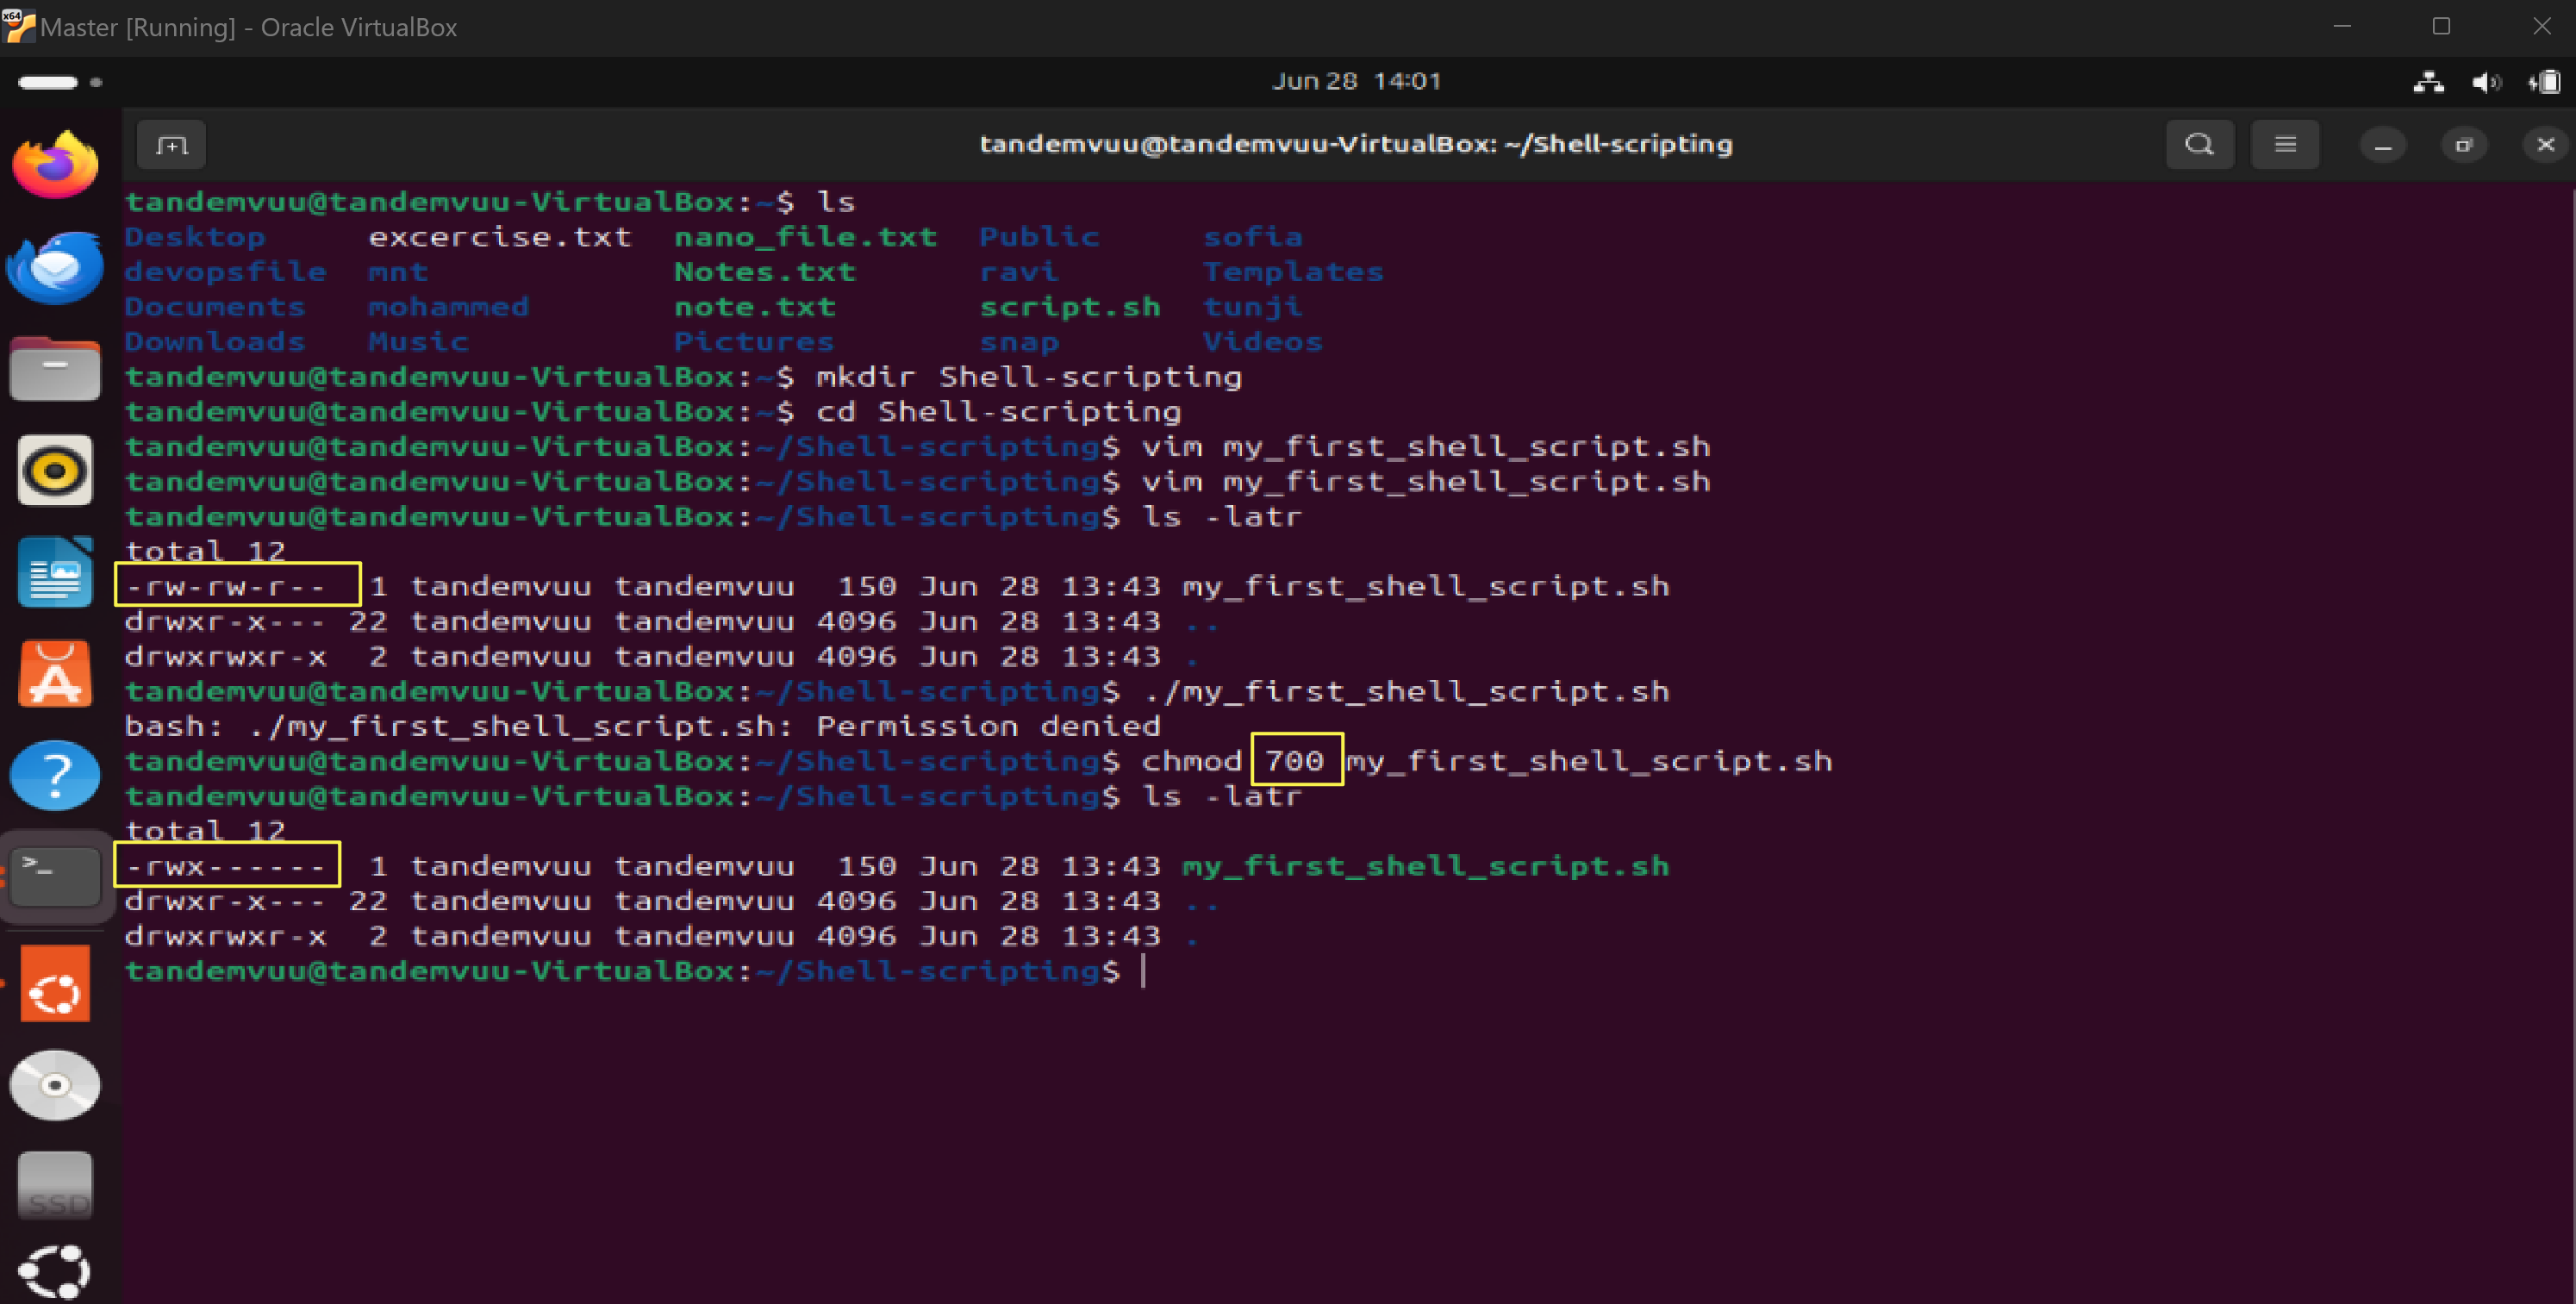 Master [Running] - Oracle VirtualBox
Jun 28 14:01
tandemvuu@tandemvuu-VirtualBox: ~/Shell-scripting
tandemvuu@tandemvuu-VirtualBox:~$ ls
Desktop excercise.txt nano_file.txt Public sofia
devopsfile mnt Notes.txt ravi Templates
Documents mohammed note.txt script.sh tunji
Downloads Music Pictures snap Videos
tandemvuu@tandemvuu-VirtualBox:~$ mkdir Shell-scripting
tandemvuu@tandemvuu-VirtualBox:~$ cd Shell-scripting
tandemvuu@tandemvuu-VirtualBox:~/Shell-scripting$ vim my_first_shell_script.sh
tandemvuu@tandemvuu-VirtualBox:~/Shell-scripting$ vim my_first_shell_script.sh
tandemvuu@tandemvuu-VirtualBox:~/Shell-scripting$ ls -latr
total 12
-rw-rw-r-- 1 tandemvuu tandemvuu 150 Jun 28 13:43 my_first_shell_script.sh
drwxr-x--- 22 tandemvuu tandemvuu 4096 Jun 28 13:43 ..
drwxrwxr-x 2 tandemvuu tandemvuu 4096 Jun 28 13:43 .
tandemvuu@tandemvuu-VirtualBox:~/Shell-scripting$ ./my_first_shell_script.sh
bash: ./my_first_shell_script.sh: Permission denied
tandemvuu@tandemvuu-VirtualBox:~/Shell-scripting$ chmod 700 my_first_shell_script.sh
tandemvuu@tandemvuu-VirtualBox:~/Shell-scripting$ ls -latr
total 12
-rwx------ 1 tandemvuu tandemvuu 150 Jun 28 13:43 my_first_shell_script.sh
drwxr-x--- 22 tandemvuu tandemvuu 4096 Jun 28 13:43 ..
drwxrwxr-x 2 tandemvuu tandemvuu 4096 Jun 28 13:43 .
tandemvuu@tandemvuu-VirtualBox:~/Shell-scripting$
SSD